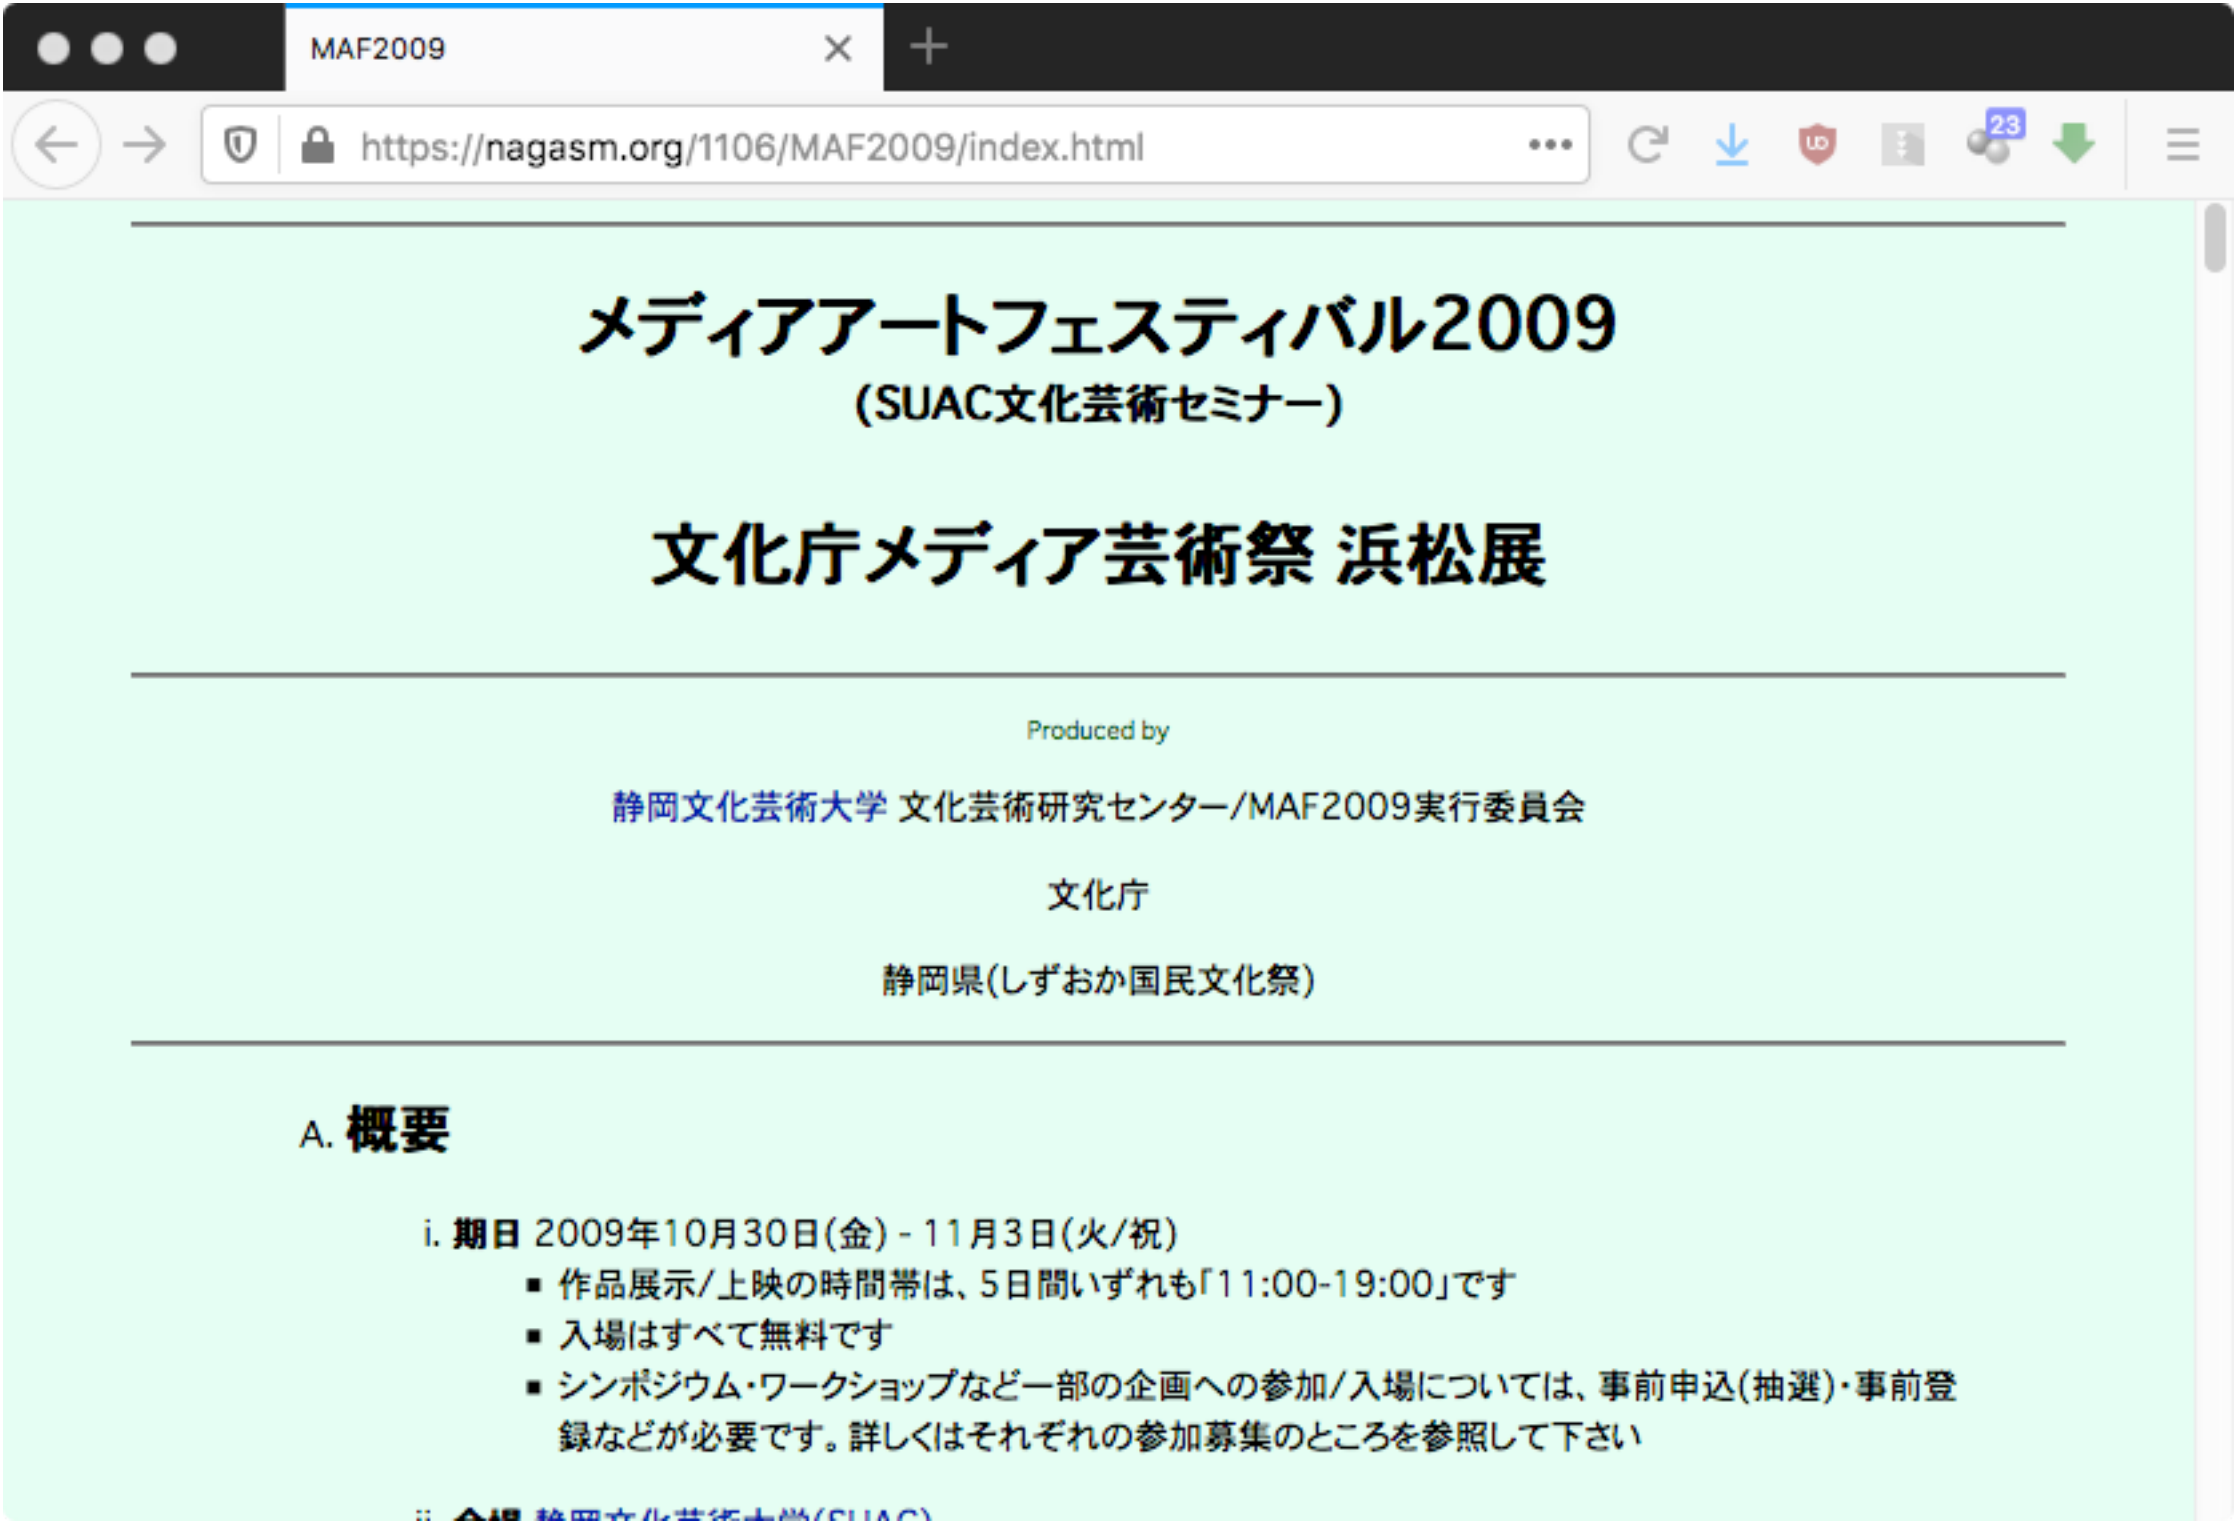 MAF2009
https://nagasm.org/1106/MAF2009/index.html
23
メディアアートフェスティバル2009
(SUAC文化芸術セミナー)
文化庁メディア芸術祭 浜松展
Produced by
静岡文化芸術大学 文化芸術研究センター/MAF2009実行委員会
文化庁
静岡県(しずおか国民文化祭)
A. 概要
i. 期日 2009年10月30日(金) - 11月3日(火/祝)
▪ 作品展示/上映の時間帯は、5日間いずれも「11:00-19:00」です
▪ 入場はすべて無料です
▪ シンポジウム・ワークショップなど一部の企画への参加/入場については、事前申込(抽選)・事前登
録などが必要です。詳しくはそれぞれの参加募集のところを参照して下さい
ii. 会場 静岡文化芸術大学(SUAC)